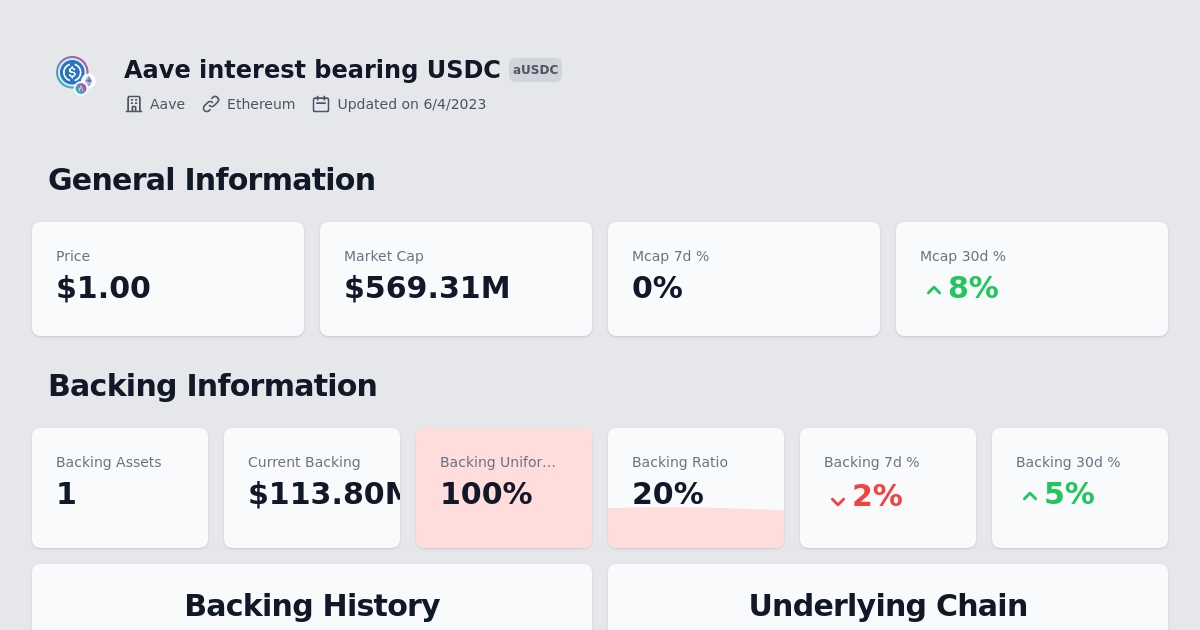 Aave interest bearing USDC aUSDC
Aave Ethereum Updated on 6/4/2023
General Information
Price Market Cap Mcap 7d % Mcap 30d %
$1.00 $569.31M 0% 8%
Backing Information
Backing Assets Current Backing Backing Unifor... Backing Ratio Backing 7d % Backing 30d %
1 $113.80M 100% 20% 2% 5%
Backing History Underlying Chain